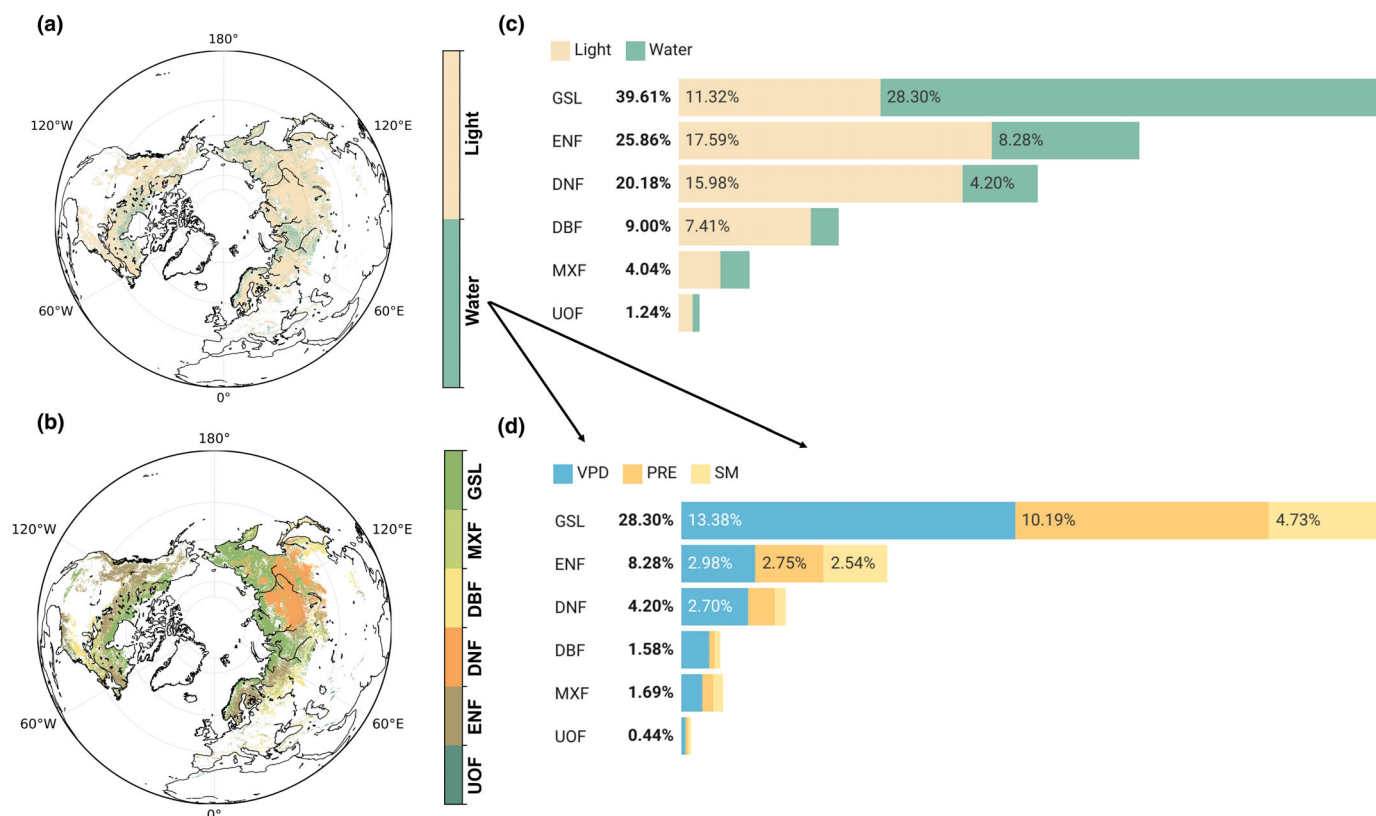 (a)
180°
120°W
120°E
60°W
60°E
0°
Light
Water
(c)
Light Water
GSL 39.61% 11.32% 28.30%
ENF 25.86% 17.59% 8.28%
DNF 20.18% 15.98% 4.20%
DBF 9.00% 7.41%
MXF 4.04%
UOF 1.24%
(b)
180°
120°W
120°E
60°W
60°E
0°
GSL
MXF
DBF
DNF
ENF
UOF
(d)
VPD PRE SM
GSL 28.30% 13.38% 10.19% 4.73%
ENF 8.28% 2.98% 2.75% 2.54%
DNF 4.20% 2.70%
DBF 1.58%
MXF 1.69%
UOF 0.44%